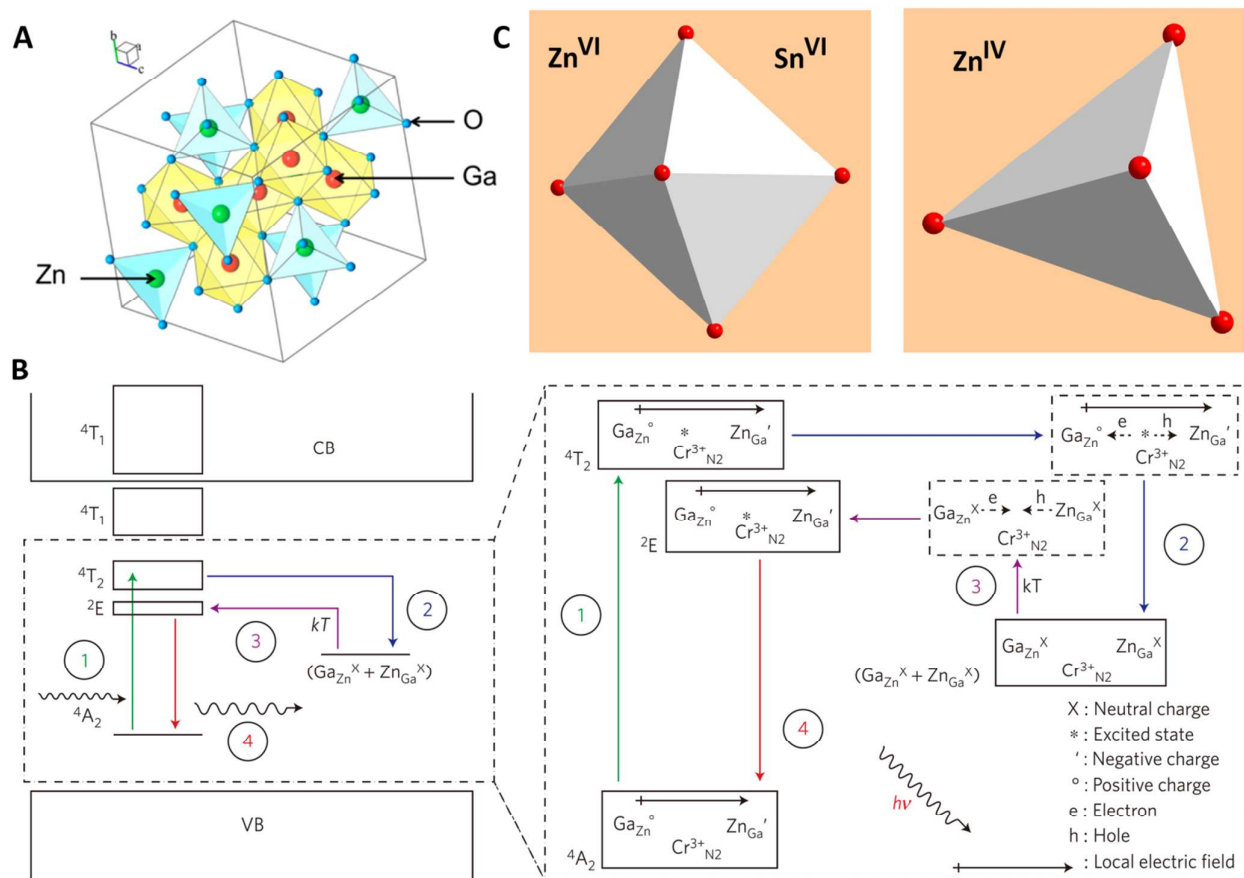 A
b
a
c
O
Ga
Zn
C
Zn^VI
Sn^VI
Zn^IV
B
⁴T₁
CB
⁴T₁
⁴T₂
²E
2
3
kT
1
(Ga_Zn^X + Zn_Ga^X)
⁴A₂
4
VB
Ga_Zn° * Zn_Ga′
Cr³⁺_N2
⁴T₂
Ga_Zn° * Zn_Ga′
Cr³⁺_N2
²E
e * h
Ga_Zn° Zn_Ga′
Cr³⁺_N2
e h
Ga_Zn^X Zn_Ga^X
Cr³⁺_N2
2
3
kT
1
Ga_Zn^X Zn_Ga^X
Cr³⁺_N2
(Ga_Zn^X + Zn_Ga^X)
4
Ga_Zn° Zn_Ga′
Cr³⁺_N2
⁴A₂
hν
X : Neutral charge
* : Excited state
′ : Negative charge
° : Positive charge
e : Electron
h : Hole
: Local electric field